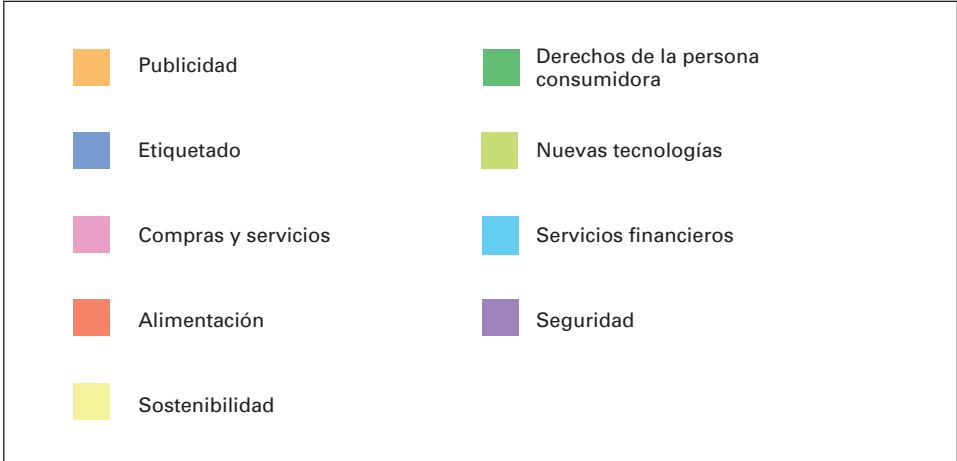 Publicidad
Etiquetado
Compras y servicios
Alimentación
Sostenibilidad
Derechos de la persona
consumidora
Nuevas tecnologías
Servicios financieros
Seguridad